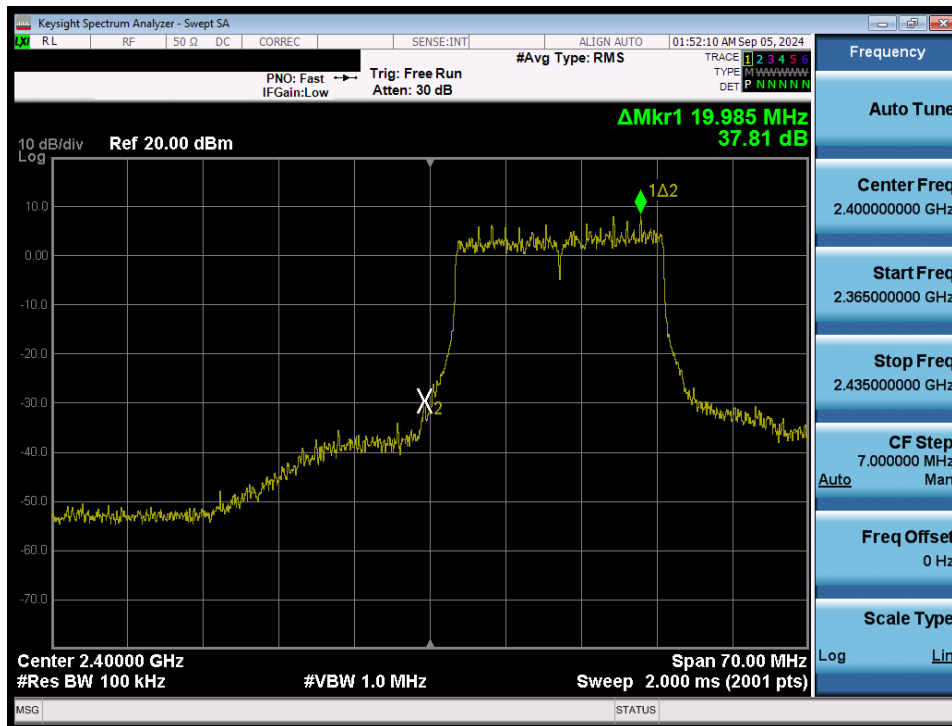 Keysight Spectrum Analyzer - Swept SA
LXI RL RF 50 Ω DC CORREC SENSE:INT ALIGN AUTO 01:52:10 AM Sep 05, 2024
Frequency
PNO: Fast
IFGain:Low
Trig: Free Run
Atten: 30 dB
#Avg Type: RMS
TRACE 1 2 3 4 5 6
TYPE M WWWWW
DET P N N N N N
Auto Tune
ΔMkr1 19.985 MHz
37.81 dB
10 dB/div
Log
Ref 20.00 dBm
1Δ2
10.0
0.00
-10.0
-20.0
-30.0
-40.0
-50.0
-60.0
-70.0
2
Center Freq
2.400000000 GHz
Start Freq
2.365000000 GHz
Stop Freq
2.435000000 GHz
CF Step
7.000000 MHz
Auto Man
Freq Offset
0 Hz
Scale Type
Log Lin
Center 2.40000 GHz
Span 70.00 MHz
#Res BW 100 kHz
#VBW 1.0 MHz
Sweep 2.000 ms (2001 pts)
MSG
STATUS